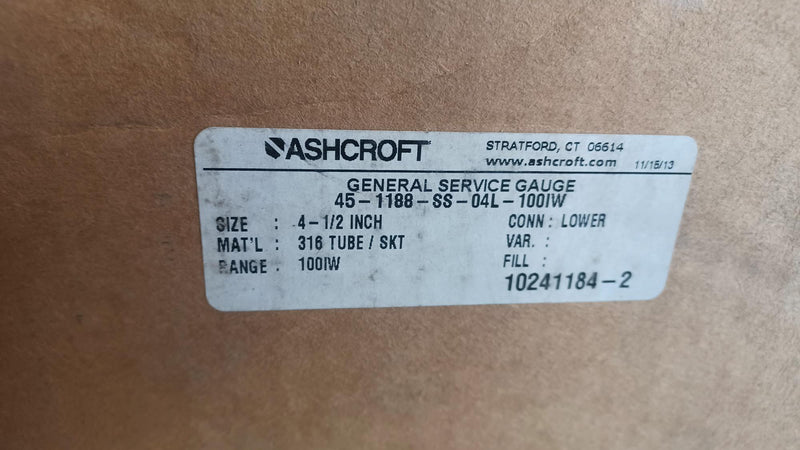 ASHCROFT
STRATFORD, CT 06614
www.ashcroft.com 11/15/13
GENERAL SERVICE GAUGE
45-1188-SS-04L-100IW
SIZE : 4-1/2 INCH CONN : LOWER
MAT'L : 316 TUBE / SKT VAR. :
RANGE : 100IW FILL :
10241184-2